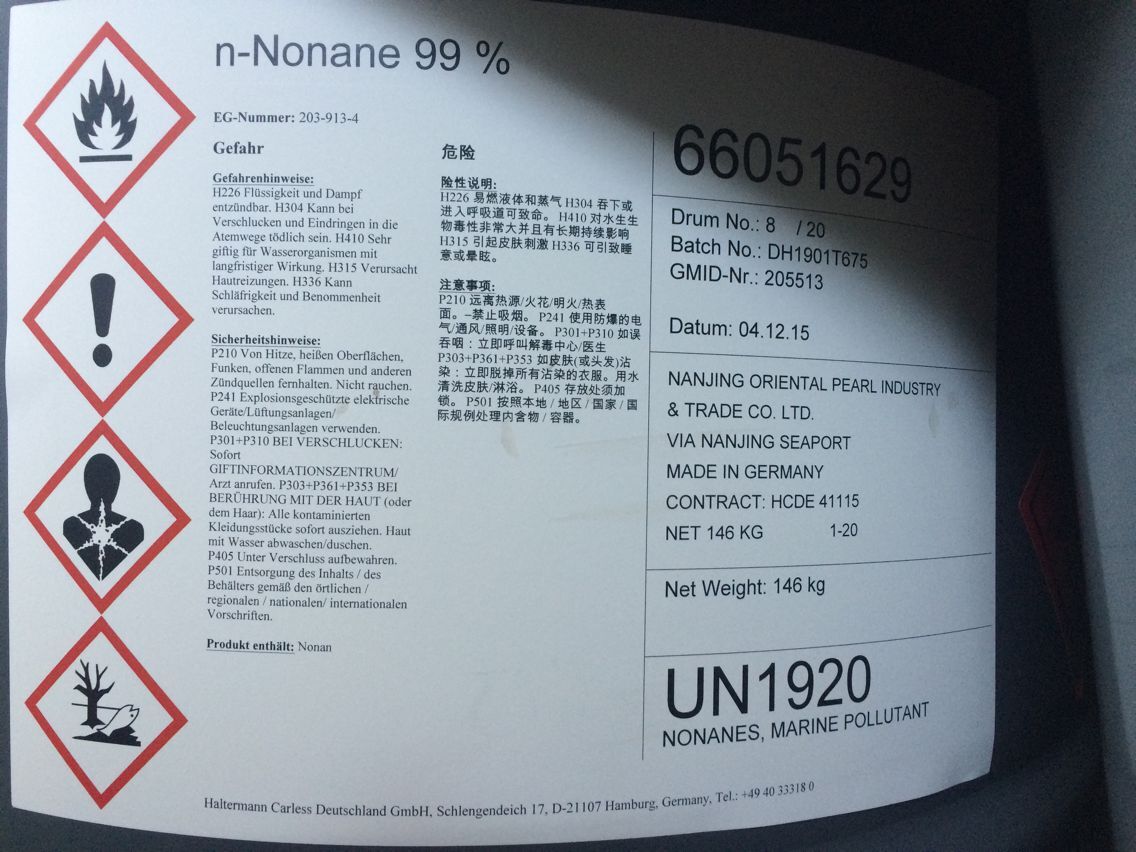 n-Nonane 99 %
EG-Nummer: 203-913-4
Gefahr
Gefahrenhinweise:
H226 Flüssigkeit und Dampf
entzündbar. H304 Kann bei
Verschlucken und Eindringen in die
Atemwege tödlich sein. H410 Sehr
giftig für Wasserorganismen mit
langfristiger Wirkung. H315 Verursacht
Hautreizungen. H336 Kann
Schläfrigkeit und Benommenheit
verursachen.
Sicherheitshinweise:
P210 Von Hitze, heißen Oberflächen,
Funken, offenen Flammen und anderen
Zündquellen fernhalten. Nicht rauchen.
P241 Explosionsgeschützte elektrische
Geräte/Lüftungsanlagen/
Beleuchtungsanlagen verwenden.
P301+P310 BEI VERSCHLUCKEN:
Sofort
GIFTINFORMATIONSZENTRUM/
Arzt anrufen. P303+P361+P353 BEI
BERÜHRUNG MIT DER HAUT (oder
dem Haar): Alle kontaminierten
Kleidungsstücke sofort ausziehen. Haut
mit Wasser abwaschen/duschen.
P405 Unter Verschluss aufbewahren.
P501 Entsorgung des Inhalts / des
Behälters gemäß den örtlichen /
regionalen / nationalen/ internationalen
Vorschriften.
Produkt enthält: Nonan
危险
险性说明:
H226 易燃液体和蒸气 H304 吞下或
进入呼吸道可致命。 H410 对水生生
物毒性非常大并且有长期持续影响
H315 引起皮肤刺激 H336 可引致睡
意或晕眩。
注意事项:
P210 远离热源/火花/明火/热表
面。–禁止吸烟。 P241 使用防爆的电
气/通风/照明/设备。 P301+P310 如误
吞咽：立即呼叫解毒中心/医生
P303+P361+P353 如皮肤(或头发)沾
染：立即脱掉所有沾染的衣服。用水
清洗皮肤/淋浴。 P405 存放处须加
锁。 P501 按照本地 / 地区 / 国家 / 国
际规例处理内含物 / 容器。
66051629
Drum No.: 8 / 20
Batch No.: DH1901T675
GMID-Nr.: 205513
Datum: 04.12.15
NANJING ORIENTAL PEARL INDUSTRY
& TRADE CO. LTD.
VIA NANJING SEAPORT
MADE IN GERMANY
CONTRACT: HCDE 41115
NET 146 KG 1-20
Net Weight: 146 kg
UN1920
NONANES, MARINE POLLUTANT
Haltermann Carless Deutschland GmbH, Schlengendeich 17, D-21107 Hamburg, Germany, Tel.: +49 40 33318 0